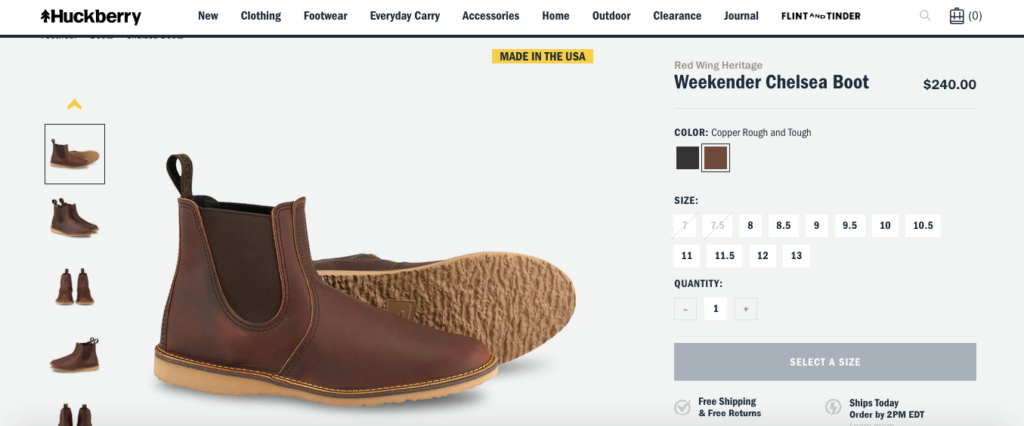 Huckberry
New Clothing Footwear Everyday Carry Accessories Home Outdoor Clearance Journal FLINT AND TINDER
(0)
MADE IN THE USA
Red Wing Heritage
Weekender Chelsea Boot
$240.00
COLOR: Copper Rough and Tough
SIZE:
7 7.5 8 8.5 9 9.5 10 10.5
11 11.5 12 13
QUANTITY:
- 1 +
SELECT A SIZE
Free Shipping
& Free Returns
Ships Today
Order by 2PM EDT